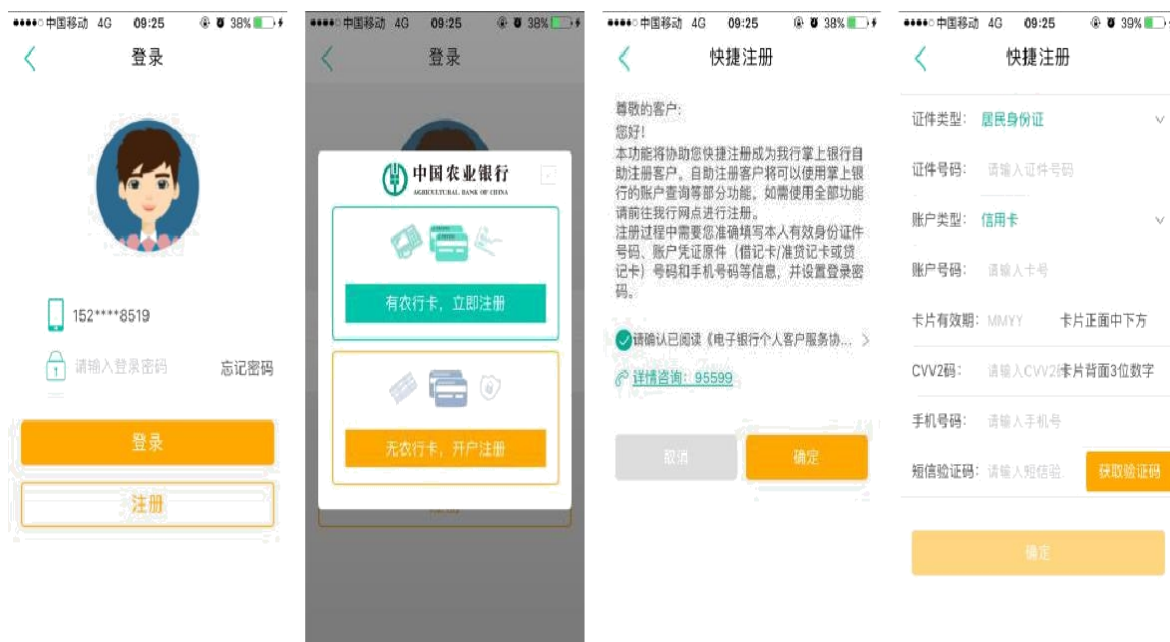 中国移动 4G 09:25 38%
登录
152****8519
请输入登录密码 忘记密码
登录
注册
中国移动 4G 09:25 38%
登录
中国农业银行
AGRICULTURAL BANK OF CHINA
有农行卡，立即注册
无农行卡，开户注册
中国移动 4G 09:25 38%
快捷注册
尊敬的客户：
您好！
本功能将协助您快捷注册成为我行掌上银行自
助注册客户。自助注册客户将可以使用掌上银
行的账户查询等部分功能。如需使用全部功能
请前往我行网点进行注册。
注册过程中需要您准确填写本人有效身份证件
号码、账户凭证原件（借记卡/准贷记卡或贷
记卡）号码和手机号码等信息，并设置登录密
码。
请确认已阅读《电子银行个人客户服务协...
详情咨询：95599
取消 确定
中国移动 4G 09:25 39%
快捷注册
证件类型： 居民身份证
证件号码： 请输入证件号码
账户类型： 信用卡
账户号码： 请输入卡号
卡片有效期： MMYY 卡片正面中下方
CVV2码： 请输入CVV2 卡片背面3位数字
手机号码： 请输入手机号
短信验证码： 请输入短信验 获取验证码
确定